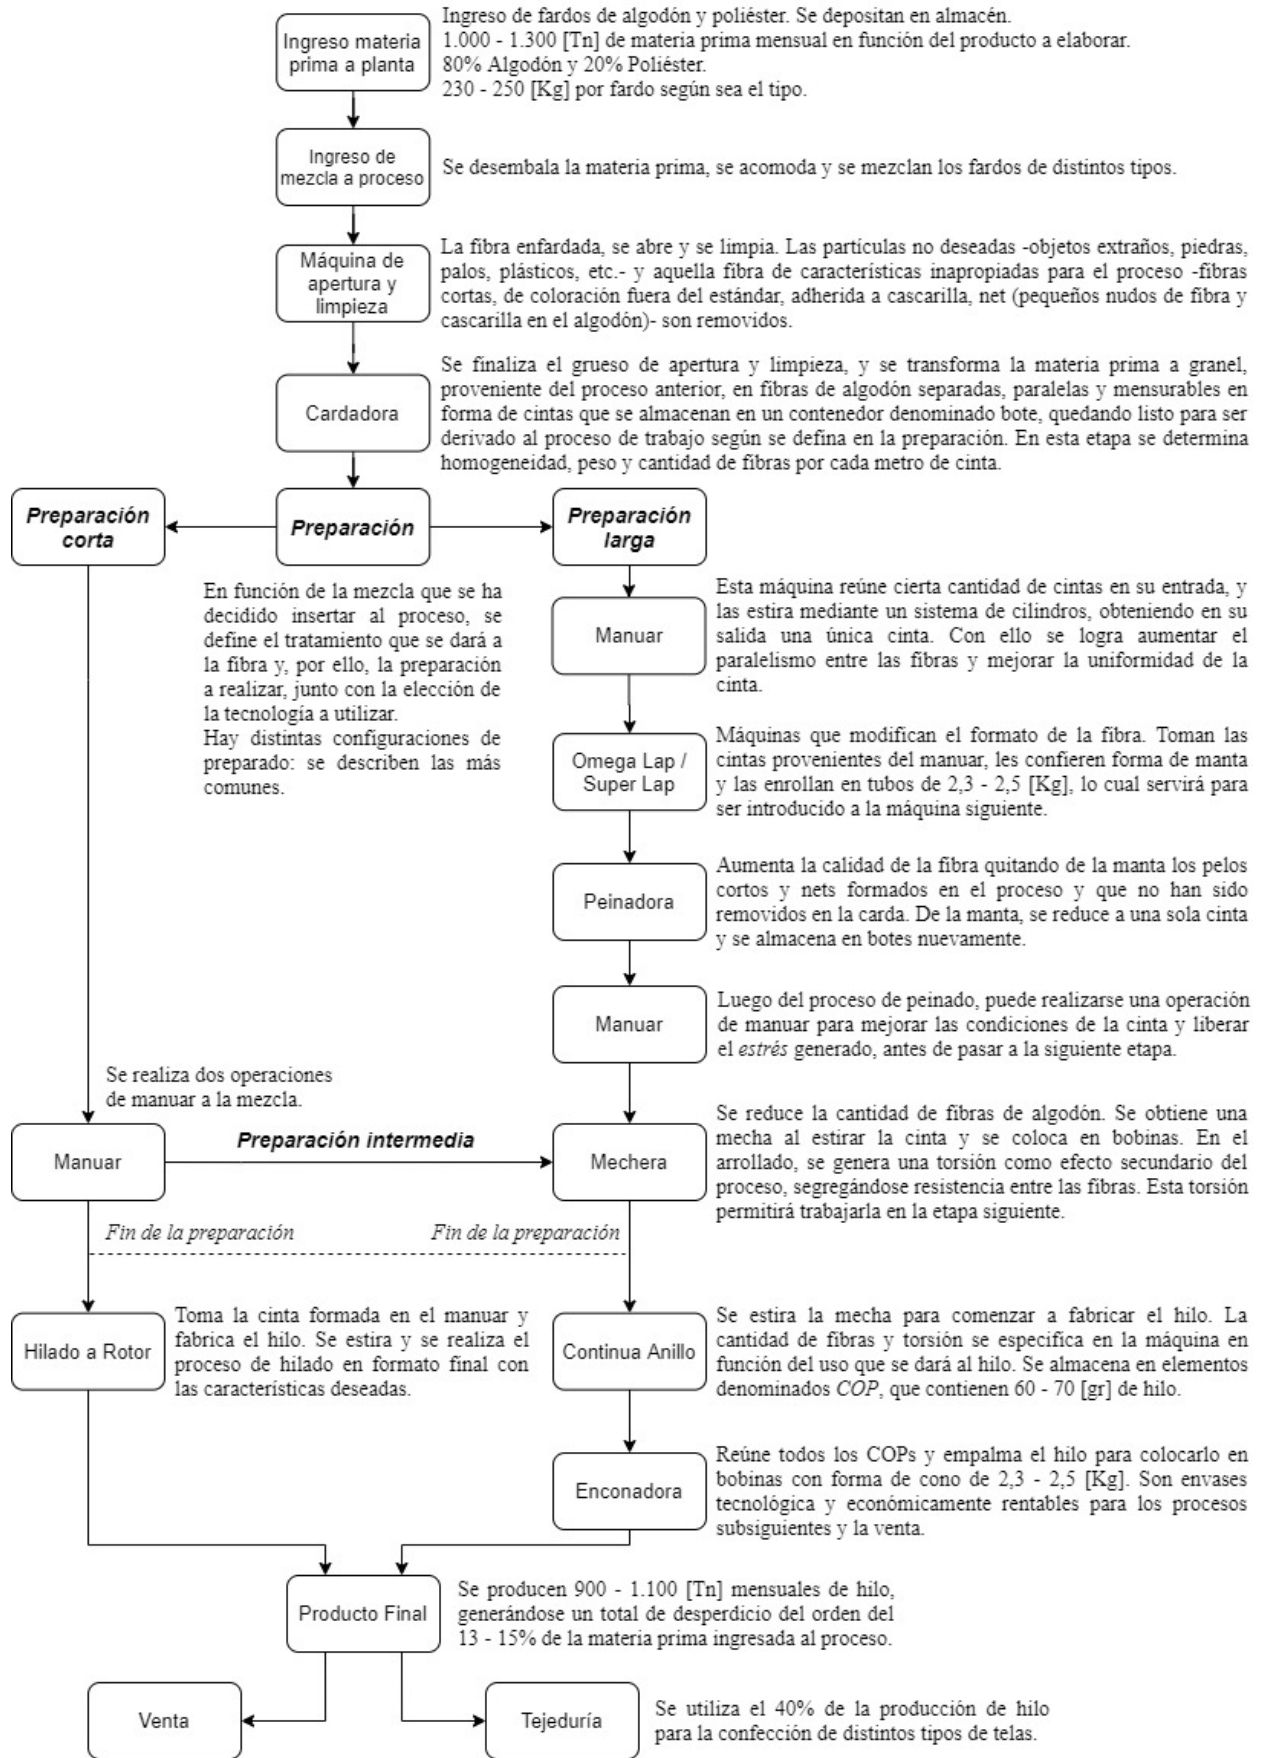 Ingreso materia
prima a planta
Ingreso de fardos de algodón y poliéster. Se depositan en almacén.
1.000 - 1.300 [Tn] de materia prima mensual en función del producto a elaborar.
80% Algodón y 20% Poliéster.
230 - 250 [Kg] por fardo según sea el tipo.
Ingreso de
mezcla a proceso
Se desembala la materia prima, se acomoda y se mezclan los fardos de distintos tipos.
Máquina de
apertura y
limpieza
La fibra enfardada, se abre y se limpia. Las partículas no deseadas -objetos extraños, piedras,
palos, plásticos, etc.- y aquella fibra de características inapropiadas para el proceso -fibras
cortas, de coloración fuera del estándar, adherida a cascarilla, net (pequeños nudos de fibra y
cascarilla en el algodón)- son removidos.
Cardadora
Se finaliza el grueso de apertura y limpieza, y se transforma la materia prima a granel,
proveniente del proceso anterior, en fibras de algodón separadas, paralelas y mensurables en
forma de cintas que se almacenan en un contenedor denominado bote, quedando listo para ser
derivado al proceso de trabajo según se defina en la preparación. En esta etapa se determina
homogeneidad, peso y cantidad de fibras por cada metro de cinta.
Preparación
corta
Preparación
Preparación
larga
En función de la mezcla que se ha
decidido insertar al proceso, se
define el tratamiento que se dará a
la fibra y, por ello, la preparación
a realizar, junto con la elección de
la tecnología a utilizar.
Hay distintas configuraciones de
preparado: se describen las más
comunes.
Manuar
Esta máquina reúne cierta cantidad de cintas en su entrada, y
las estira mediante un sistema de cilindros, obteniendo en su
salida una única cinta. Con ello se logra aumentar el
paralelismo entre las fibras y mejorar la uniformidad de la
cinta.
Omega Lap /
Super Lap
Máquinas que modifican el formato de la fibra. Toman las
cintas provenientes del manuar, les confieren forma de manta
y las enrollan en tubos de 2,3 - 2,5 [Kg], lo cual servirá para
ser introducido a la máquina siguiente.
Peinadora
Aumenta la calidad de la fibra quitando de la manta los pelos
cortos y nets formados en el proceso y que no han sido
removidos en la carda. De la manta, se reduce a una sola cinta
y se almacena en botes nuevamente.
Manuar
Luego del proceso de peinado, puede realizarse una operación
de manuar para mejorar las condiciones de la cinta y liberar
el estrés generado, antes de pasar a la siguiente etapa.
Se realiza dos operaciones
de manuar a la mezcla.
Manuar
Preparación intermedia
Mechera
Se reduce la cantidad de fibras de algodón. Se obtiene una
mecha al estirar la cinta y se coloca en bobinas. En el
arrollado, se genera una torsión como efecto secundario del
proceso, segregándose resistencia entre las fibras. Esta torsión
permitirá trabajarla en la etapa siguiente.
Fin de la preparación
Fin de la preparación
Hilado a Rotor
Toma la cinta formada en el manuar y
fabrica el hilo. Se estira y se realiza el
proceso de hilado en formato final con
las características deseadas.
Continua Anillo
Se estira la mecha para comenzar a fabricar el hilo. La
cantidad de fibras y torsión se especifica en la máquina en
función del uso que se dará al hilo. Se almacena en elementos
denominados COP, que contienen 60 - 70 [gr] de hilo.
Enconadora
Reúne todos los COPs y empalma el hilo para colocarlo en
bobinas con forma de cono de 2,3 - 2,5 [Kg]. Son envases
tecnológica y económicamente rentables para los procesos
subsiguientes y la venta.
Producto Final
Se producen 900 - 1.100 [Tn] mensuales de hilo,
generándose un total de desperdicio del orden del
13 - 15% de la materia prima ingresada al proceso.
Venta
Tejeduría
Se utiliza el 40% de la producción de hilo
para la confección de distintos tipos de telas.